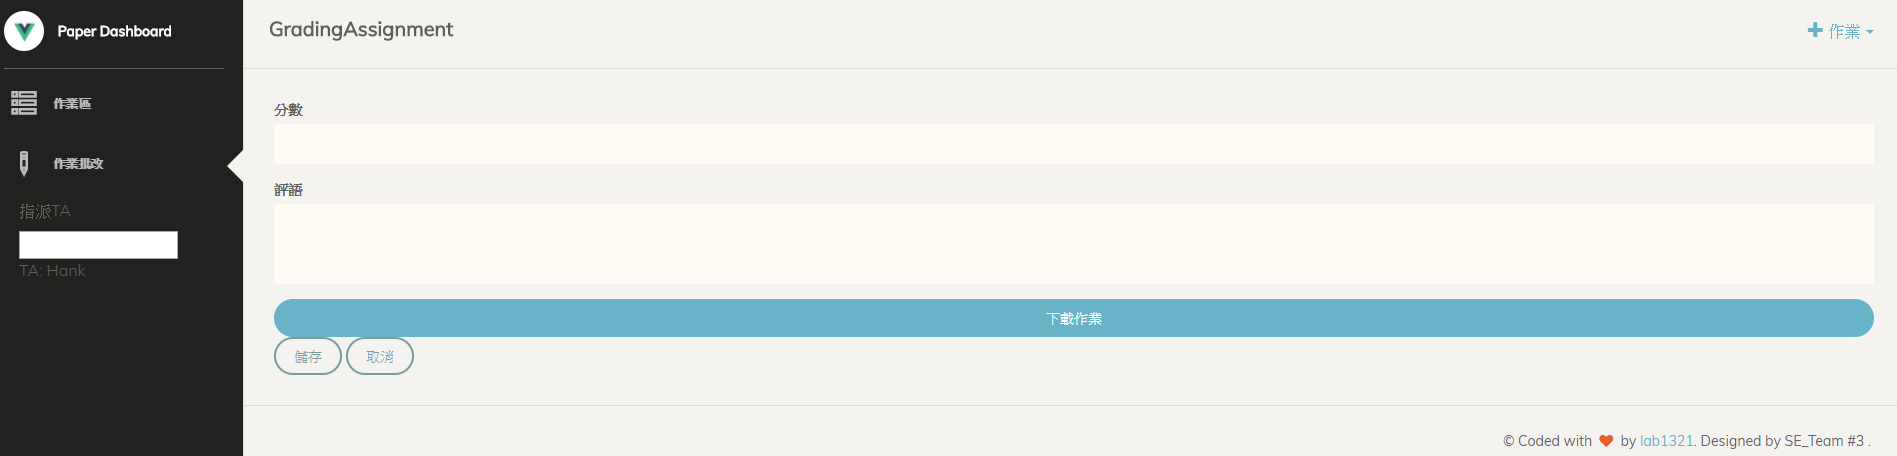 Paper Dashboard
作業區
作業批改
指派TA
TA: Hank
GradingAssignment
作業
分數
評語
下載作業
儲存 取消
© Coded with by lab1321. Designed by SE_Team #3 .